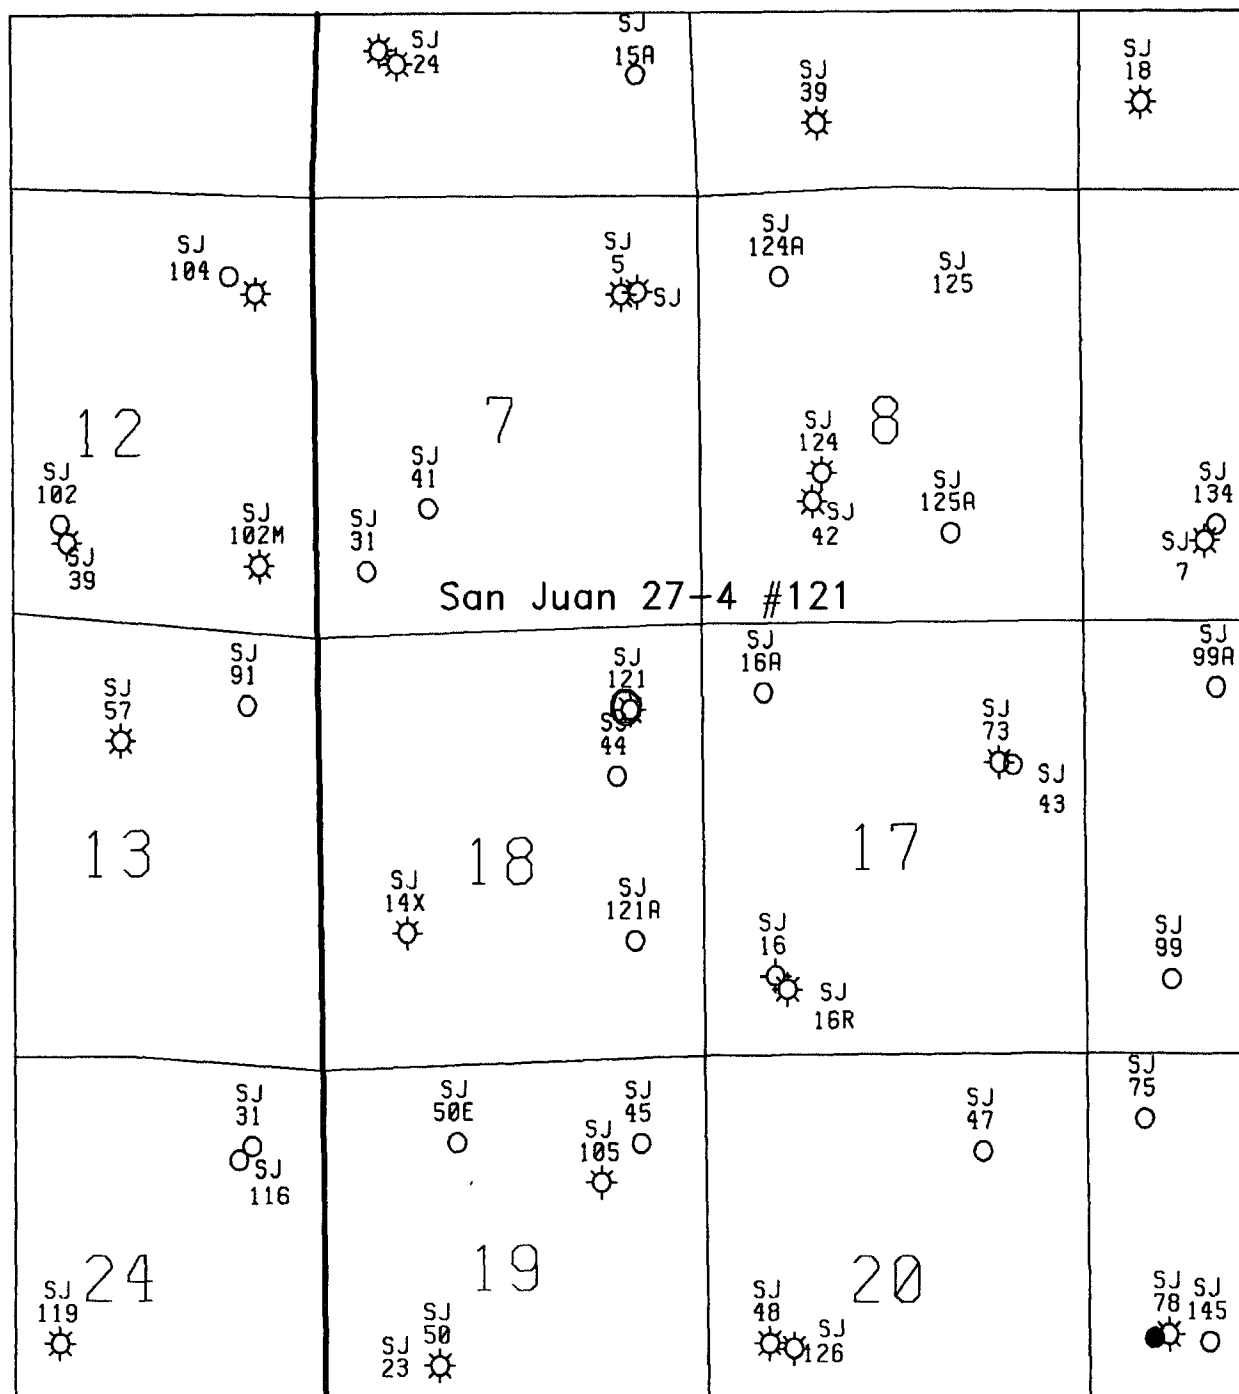 SJ
24
SJ
15A
SJ
39
SJ
18
SJ
104
SJ
5
SJ
SJ
124A
SJ
125
12
7
8
SJ
102
SJ
39
SJ
102M
SJ
41
SJ
31
SJ
124
SJ
42
SJ
125A
SJ
134
SJ
7
San Juan 27-4 #121
SJ
91
SJ
57
SJ
121
SJ
44
SJ
16A
SJ
73
SJ
43
SJ
99A
13
18
17
SJ
14X
SJ
121A
SJ
16
SJ
16R
SJ
99
SJ
31
SJ
116
SJ
50E
SJ
45
SJ
105
SJ
47
SJ
75
24
19
20
SJ
119
SJ
50
SJ
23
SJ
48
SJ
126
SJ
78
SJ
145